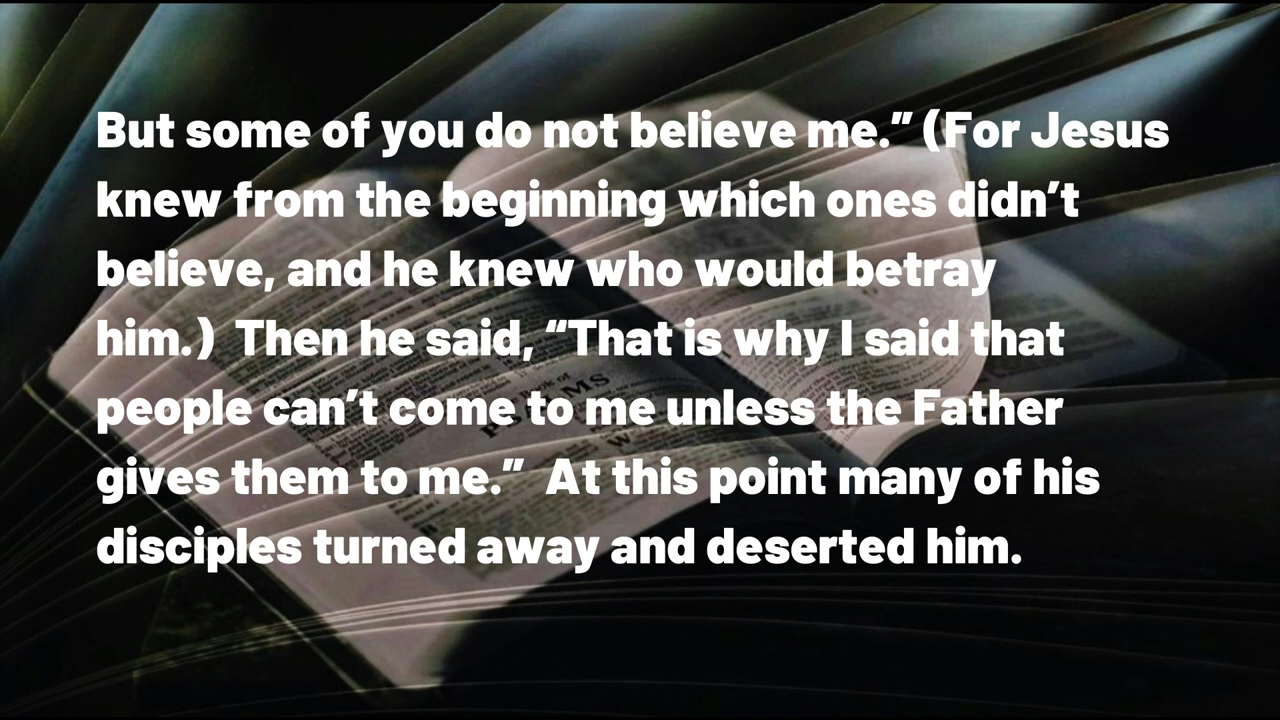 But some of you do not believe me.” (For Jesus
knew from the beginning which ones didn’t
believe, and he knew who would betray
him.)  Then he said, “That is why I said that
people can’t come to me unless the Father
gives them to me.”  At this point many of his
disciples turned away and deserted him.
PSALMS